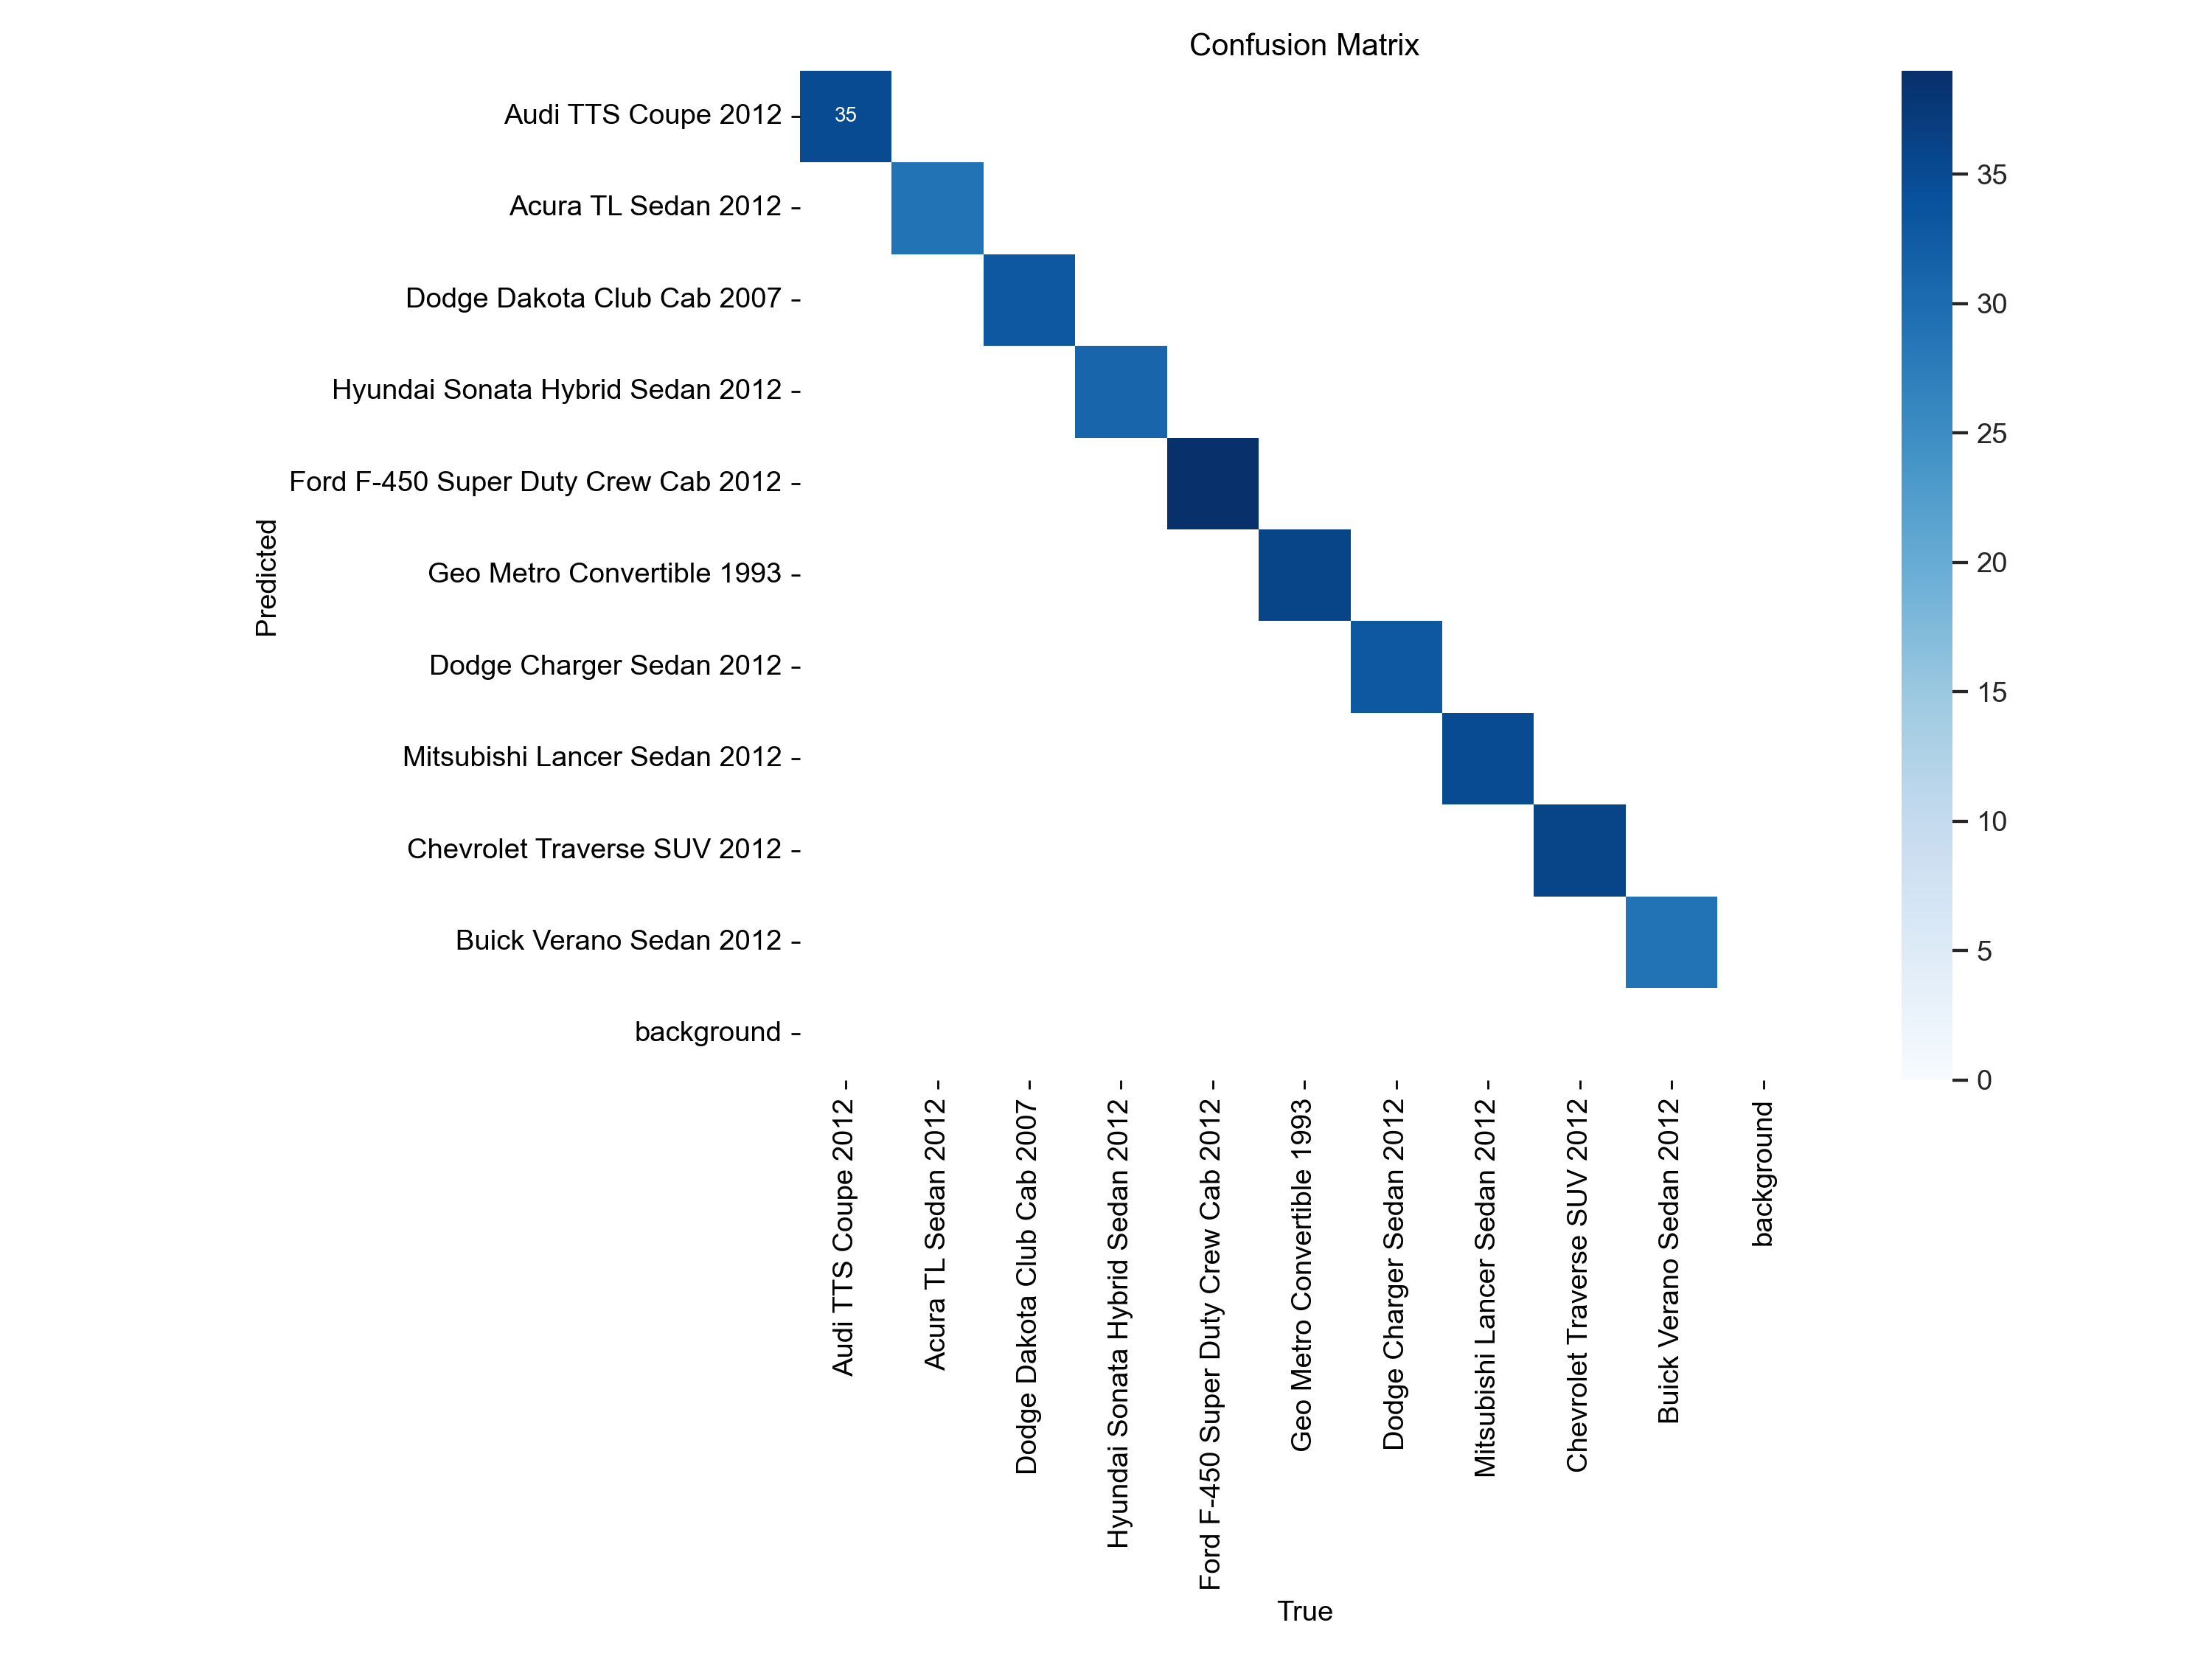 Confusion Matrix
Audi TTS Coupe 2012
35
Acura TL Sedan 2012
Dodge Dakota Club Cab 2007
Hyundai Sonata Hybrid Sedan 2012
Ford F-450 Super Duty Crew Cab 2012
Geo Metro Convertible 1993
Dodge Charger Sedan 2012
Mitsubishi Lancer Sedan 2012
Chevrolet Traverse SUV 2012
Buick Verano Sedan 2012
background
Predicted
35
30
25
20
15
10
5
0
Audi TTS Coupe 2012
Acura TL Sedan 2012
Dodge Dakota Club Cab 2007
Hyundai Sonata Hybrid Sedan 2012
Ford F-450 Super Duty Crew Cab 2012
Geo Metro Convertible 1993
Dodge Charger Sedan 2012
Mitsubishi Lancer Sedan 2012
Chevrolet Traverse SUV 2012
Buick Verano Sedan 2012
background
True